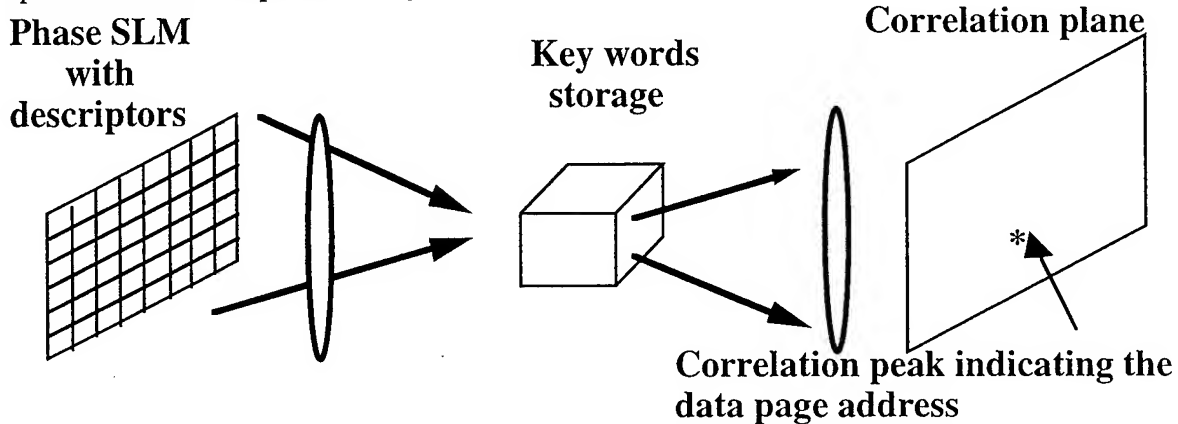 Phase SLM
with
descriptors
Key words
storage
Correlation plane
*
Correlation peak indicating the
data page address